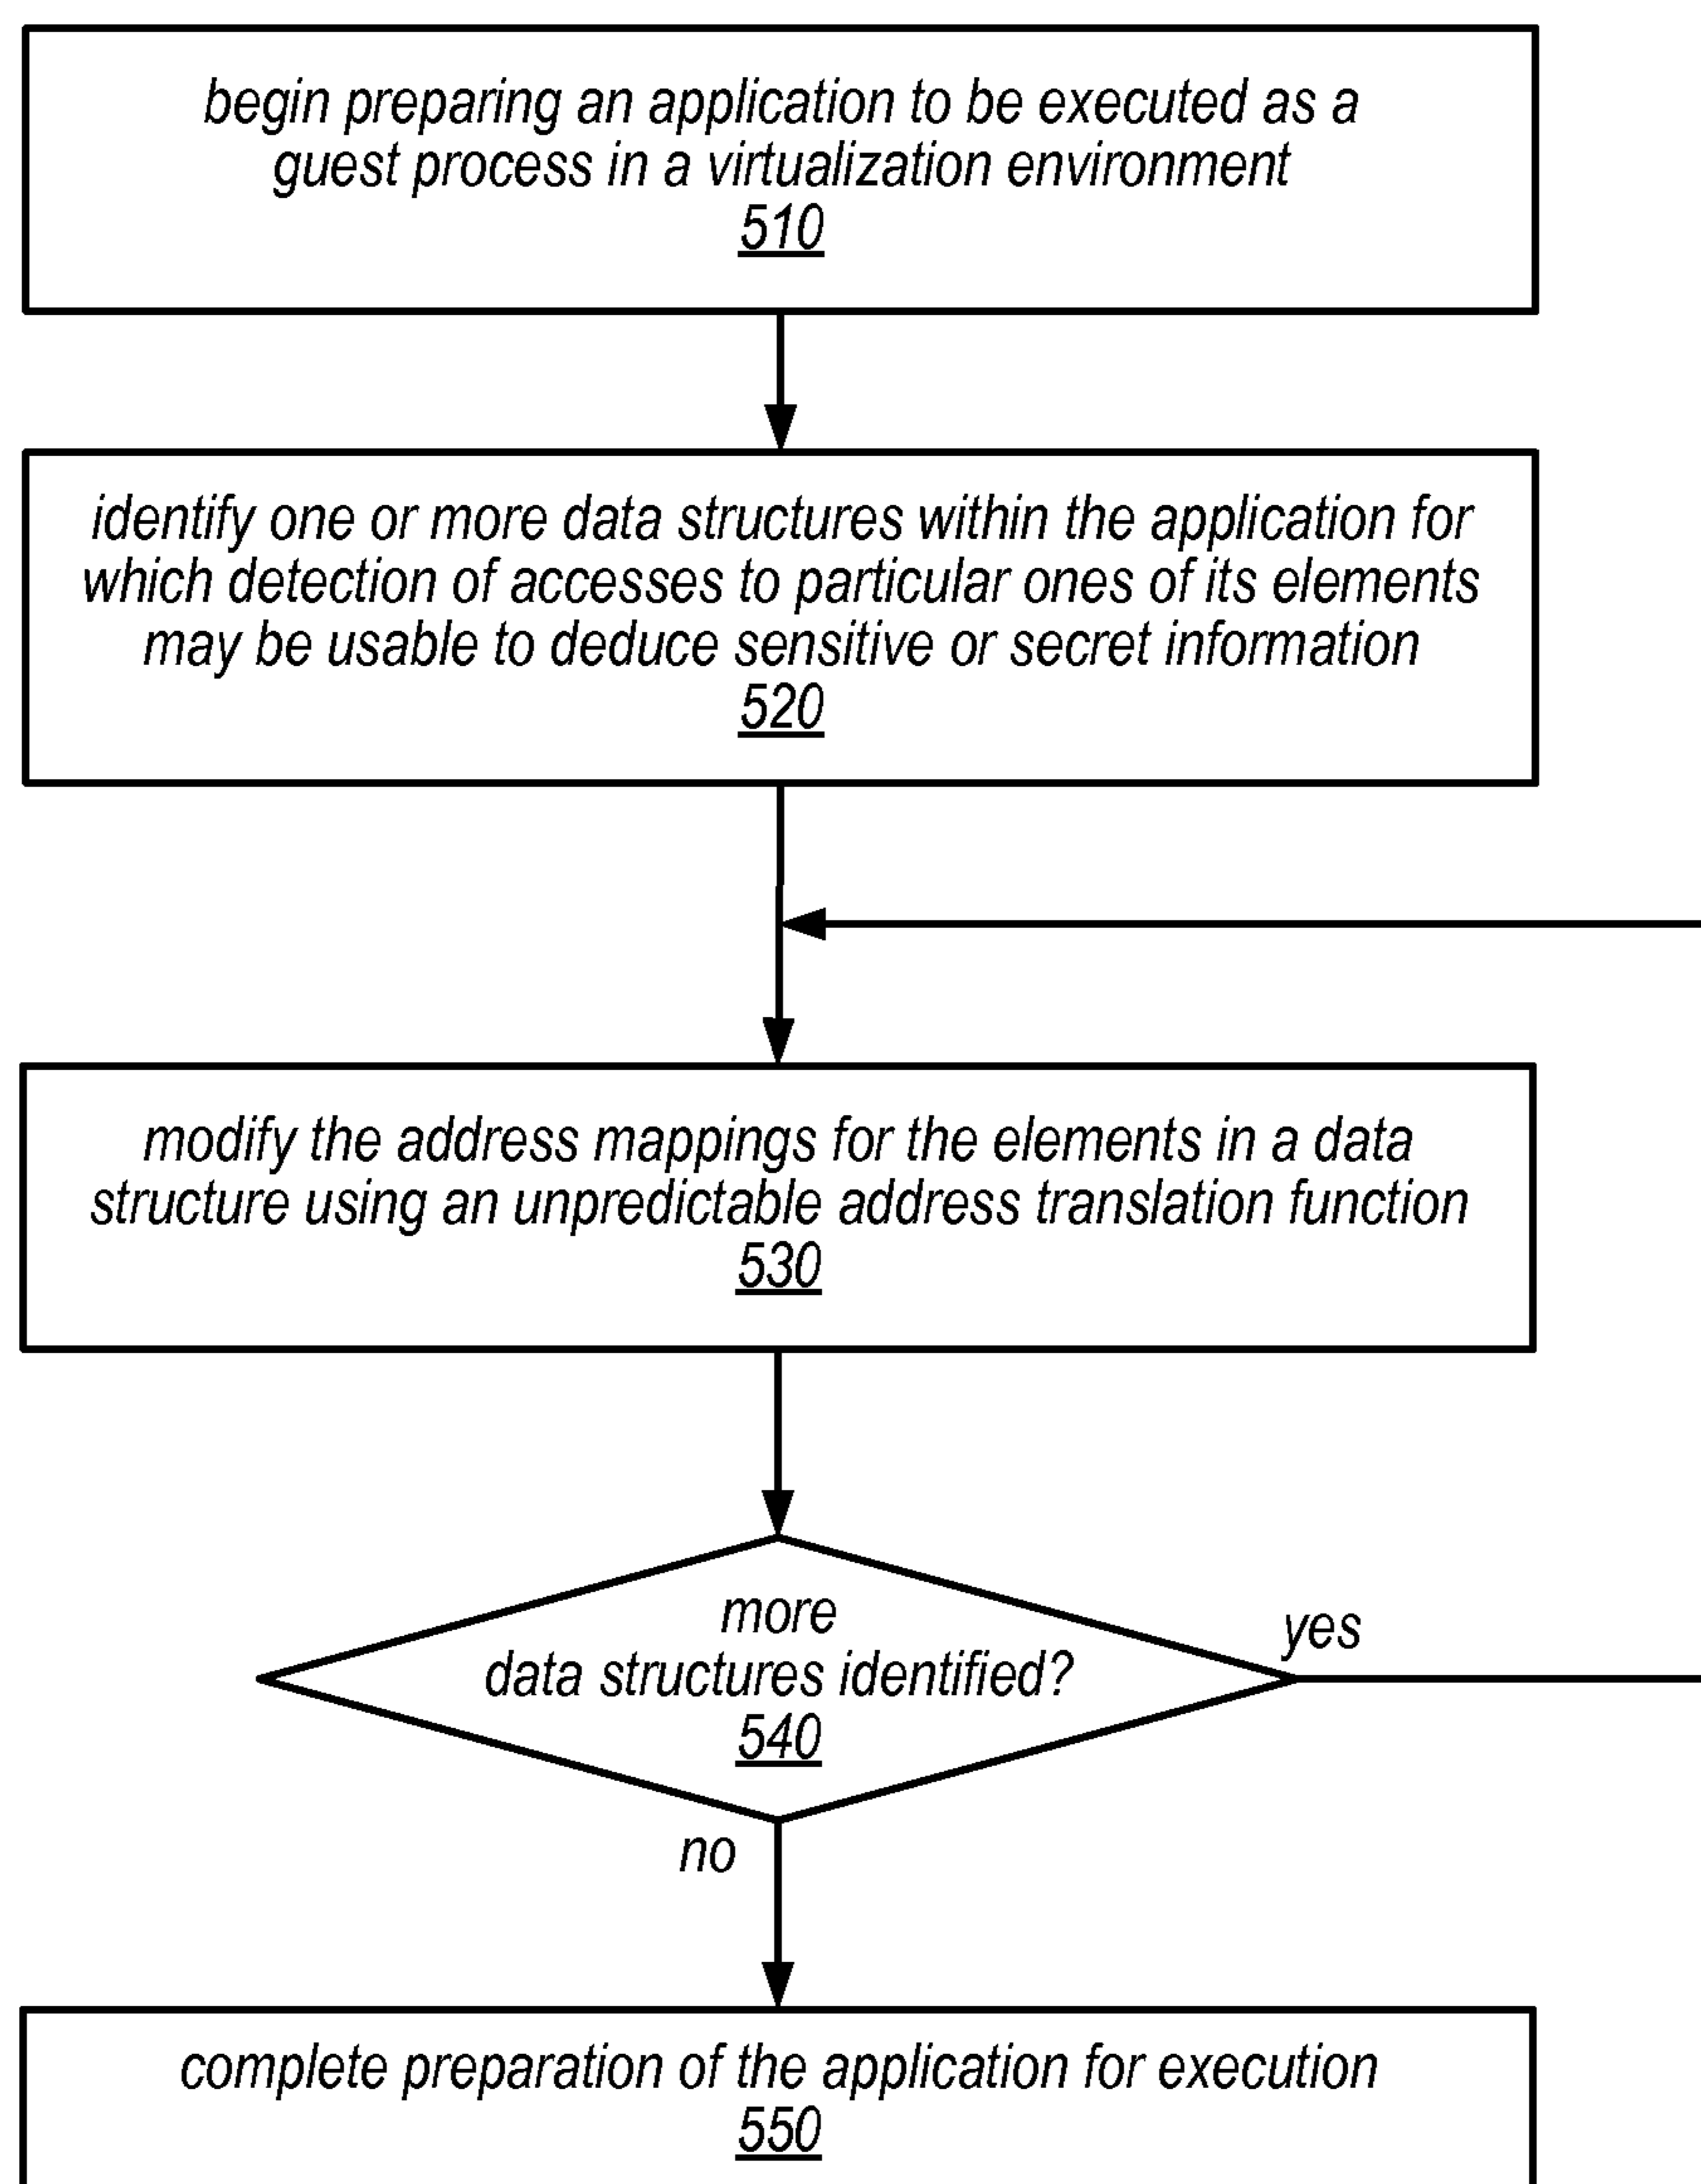 begin preparing an application to be executed as a
guest process in a virtualization environment
510
identify one or more data structures within the application for
which detection of accesses to particular ones of its elements
may be usable to deduce sensitive or secret information
520
modify the address mappings for the elements in a data
structure using an unpredictable address translation function
530
more
data structures identified?
540
yes
no
complete preparation of the application for execution
550